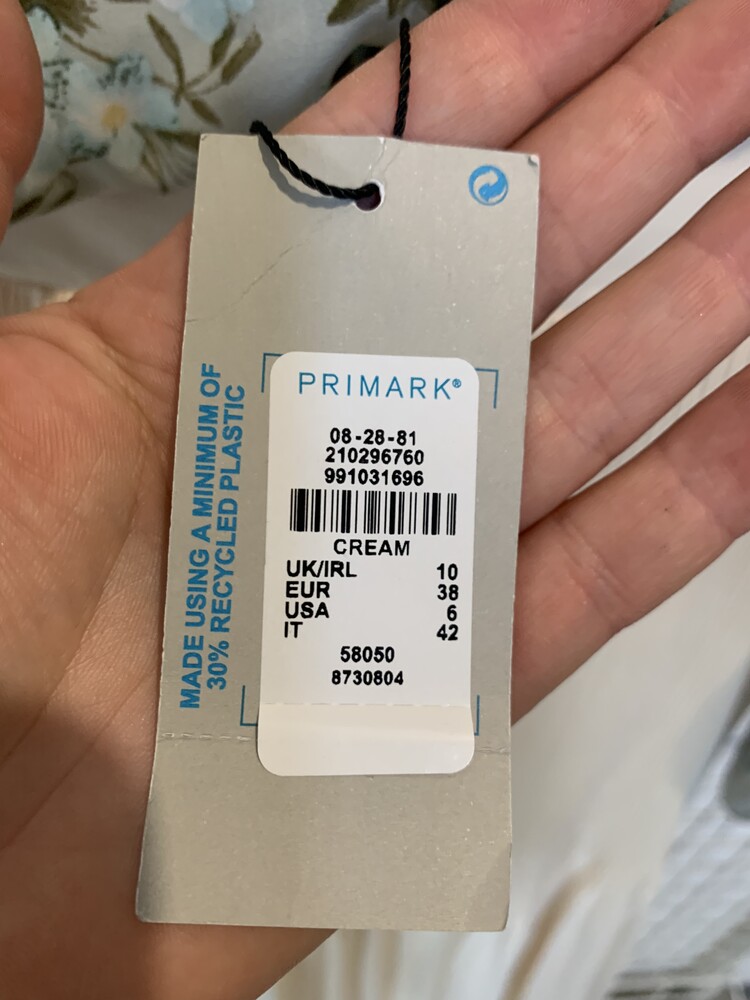 PRIMARK®
08-28-81
210296760
991031696
CREAM
UK/IRL 10
EUR 38
USA 6
IT 42
58050
8730804
MADE USING A MINIMUM OF
30% RECYCLED PLASTIC